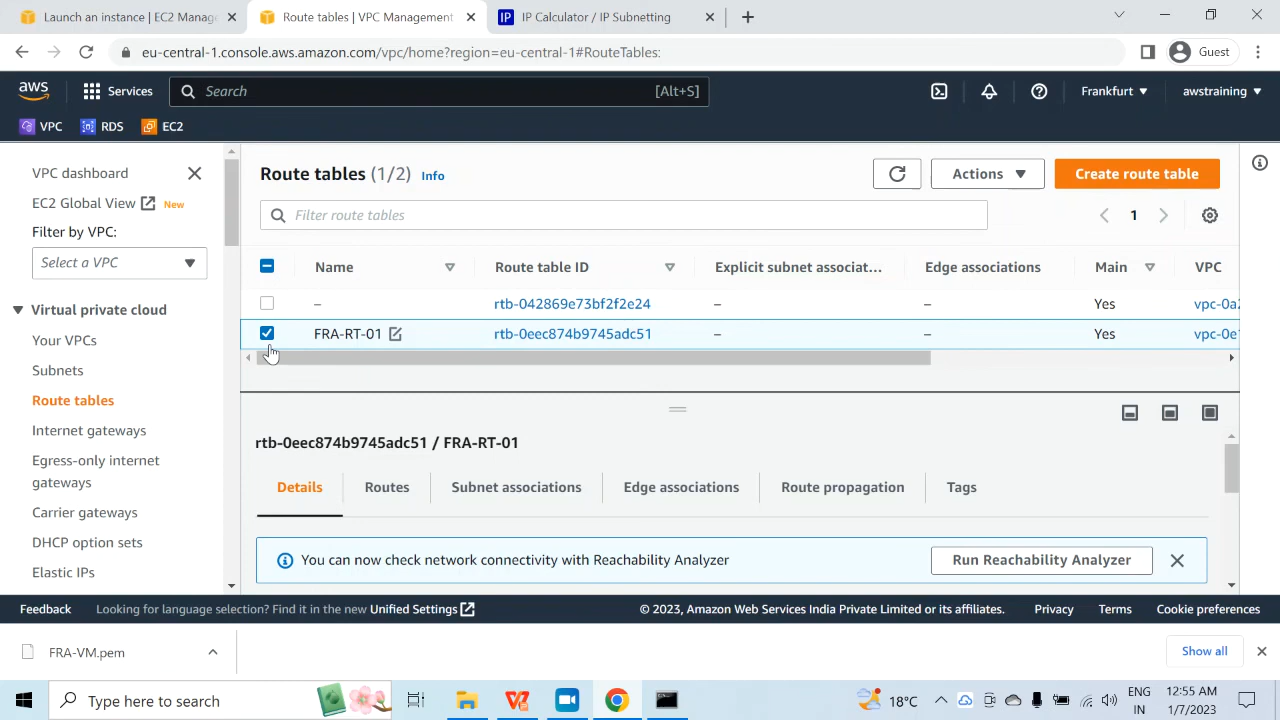 Launch an instance | EC2 Manage
Route tables | VPC Management
IP Calculator / IP Subnetting
eu-central-1.console.aws.amazon.com/vpc/home?region=eu-central-1#RouteTables:
Guest
aws
Services
Search
[Alt+S]
Frankfurt
awstraining
VPC
RDS
EC2
VPC dashboard
EC2 Global View
New
Filter by VPC:
Select a VPC
Virtual private cloud
Your VPCs
Subnets
Route tables
Internet gateways
Egress-only internet
gateways
Carrier gateways
DHCP option sets
Elastic IPs
Route tables (1/2) Info
Actions
Create route table
Filter route tables
1
Name
Route table ID
Explicit subnet associat...
Edge associations
Main
VPC
– rtb-042869e73bf2f2e24 – – Yes vpc-0a2
FRA-RT-01 rtb-0eec874b9745adc51 – – Yes vpc-0e1
rtb-0eec874b9745adc51 / FRA-RT-01
Details
Routes
Subnet associations
Edge associations
Route propagation
Tags
You can now check network connectivity with Reachability Analyzer
Run Reachability Analyzer
Feedback
Looking for language selection? Find it in the new Unified Settings
© 2023, Amazon Web Services India Private Limited or its affiliates.
Privacy
Terms
Cookie preferences
FRA-VM.pem
Show all
Type here to search
18°C
ENG
IN
12:55 AM
1/7/2023